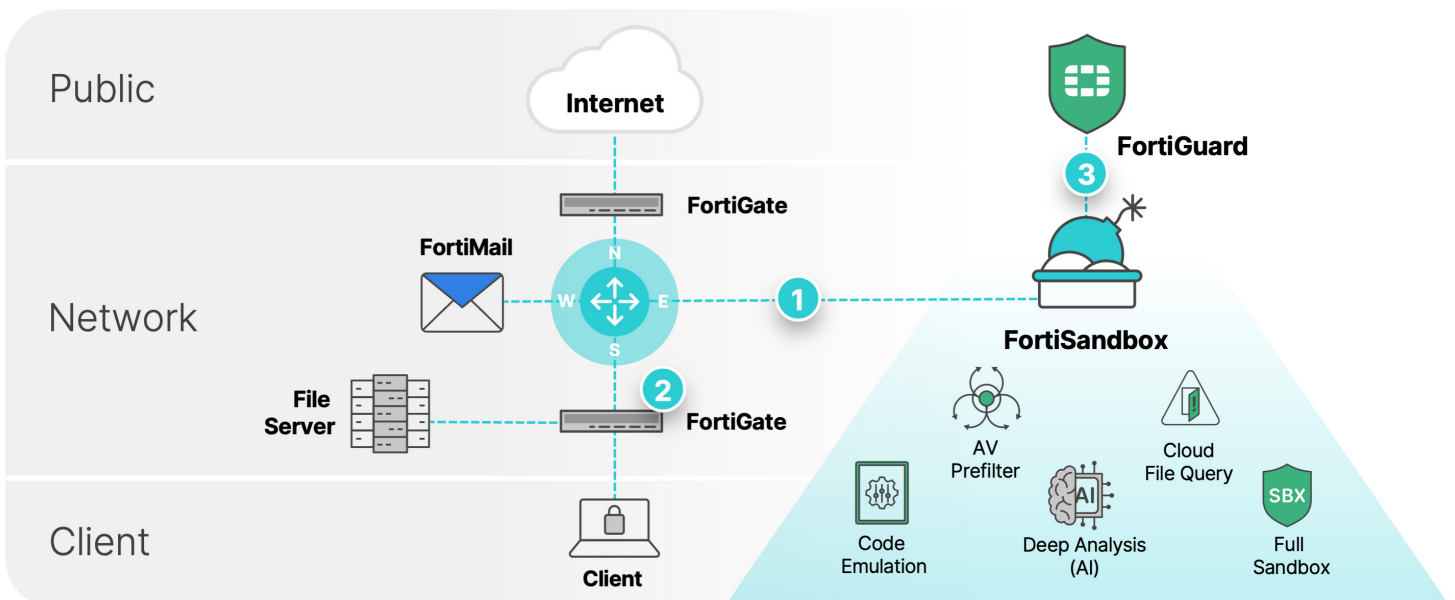 Public
Internet
FortiGuard
3
FortiGate
N
FortiMail
W
E
1
Network
S
FortiSandbox
2
File
Server
FortiGate
AV
Prefilter
Cloud
File Query
AI
SBX
Client
Code
Emulation
Deep Analysis
(AI)
Full
Sandbox
Client